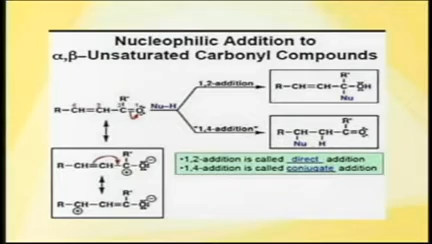 Nucleophilic Addition to
α,β–Unsaturated Carbonyl Compounds
1,2-addition
R–CH=CH–C–OH
R'
Nu
R'
R–CH=CH–C=O
Nu–H
"1,4-addition"
R'
R–CH–CH–C=O
Nu H
R'
R–CH=CH–C–O
R'
R–CH–CH=C–O
•1,2-addition is called direct addition
•1,4-addition is called conjugate addition